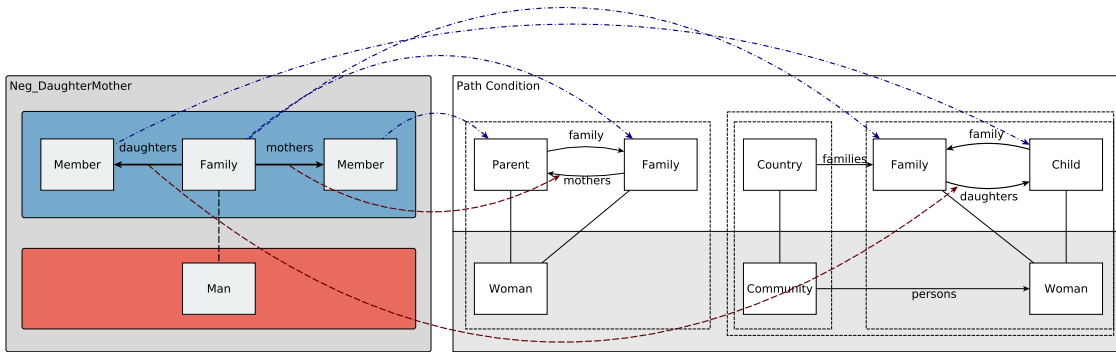 Neg_DaughterMother
daughters
mothers
Member
Family
Member
Man
Path Condition
family
Parent
Family
mothers
Woman
Country
families
Family
family
Child
daughters
Community
persons
Woman